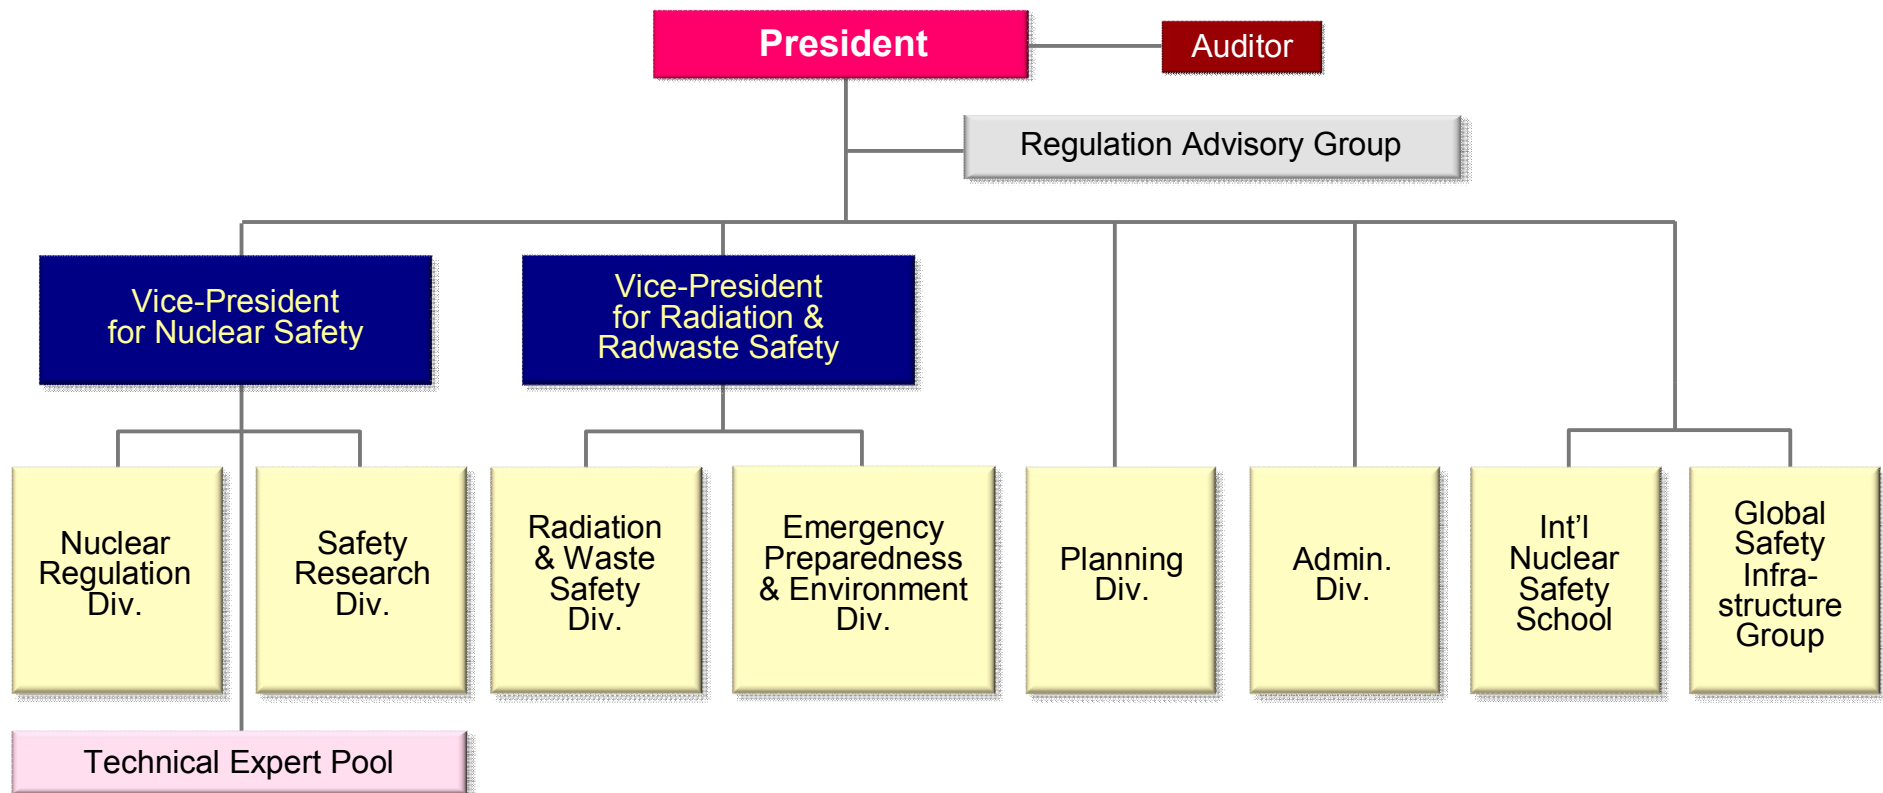 President
Auditor
Regulation Advisory Group
Vice-President
for Nuclear Safety
Vice-President
for Radiation &
Radwaste Safety
Nuclear
Regulation
Div.
Safety
Research
Div.
Radiation
& Waste
Safety
Div.
Emergency
Preparedness
& Environment
Div.
Planning
Div.
Admin.
Div.
Int’l
Nuclear
Safety
School
Global
Safety
Infra-
structure
Group
Technical Expert Pool